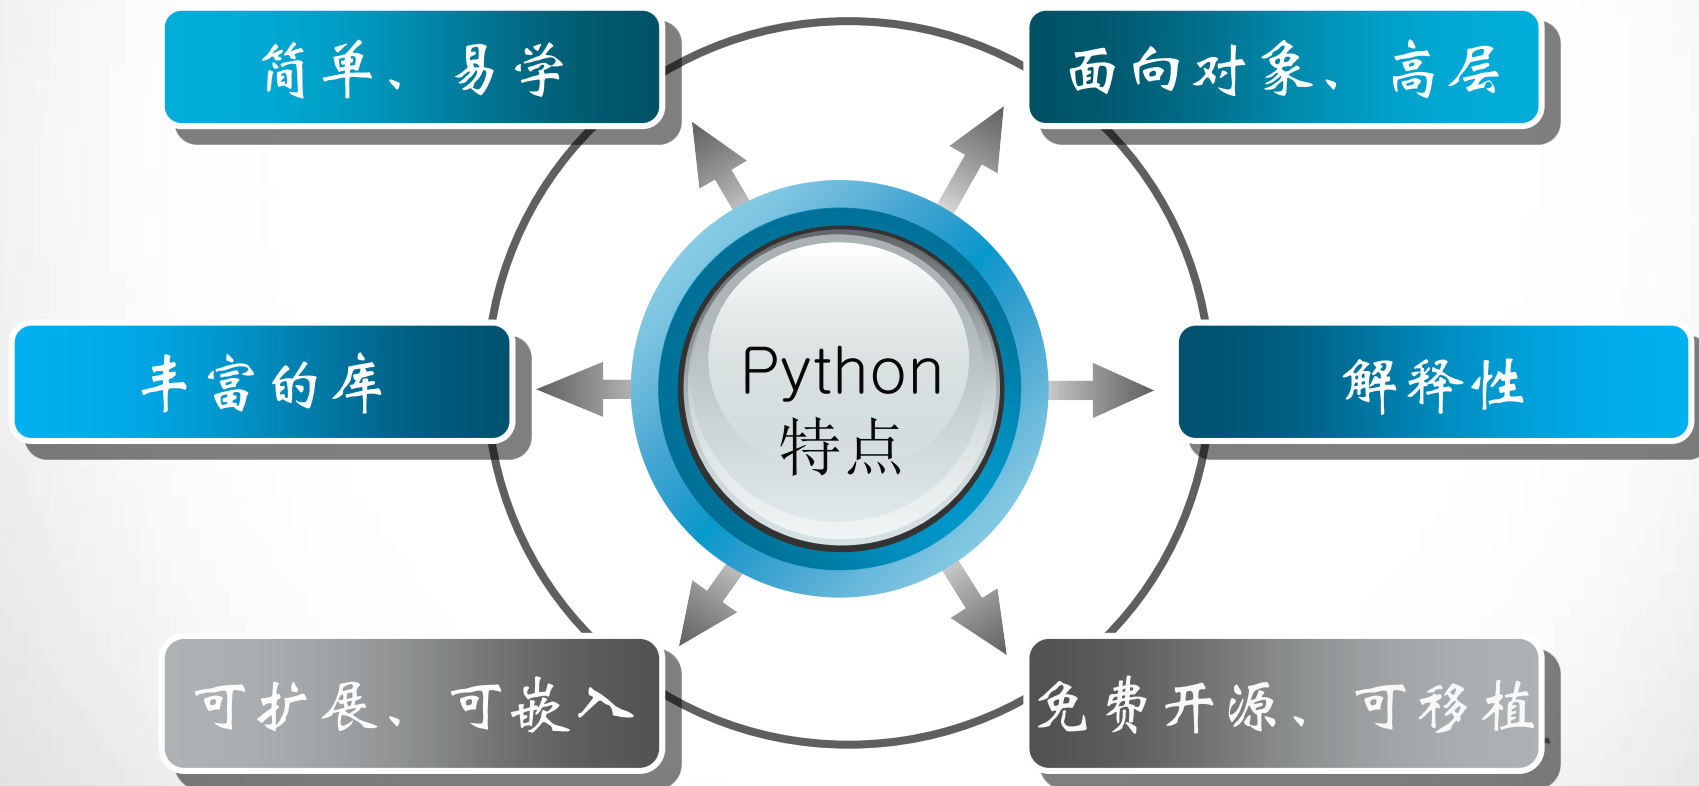 简单、易学
面向对象、高层
丰富的库
Python
特点
解释性
可扩展、可嵌入
免费开源、可移植